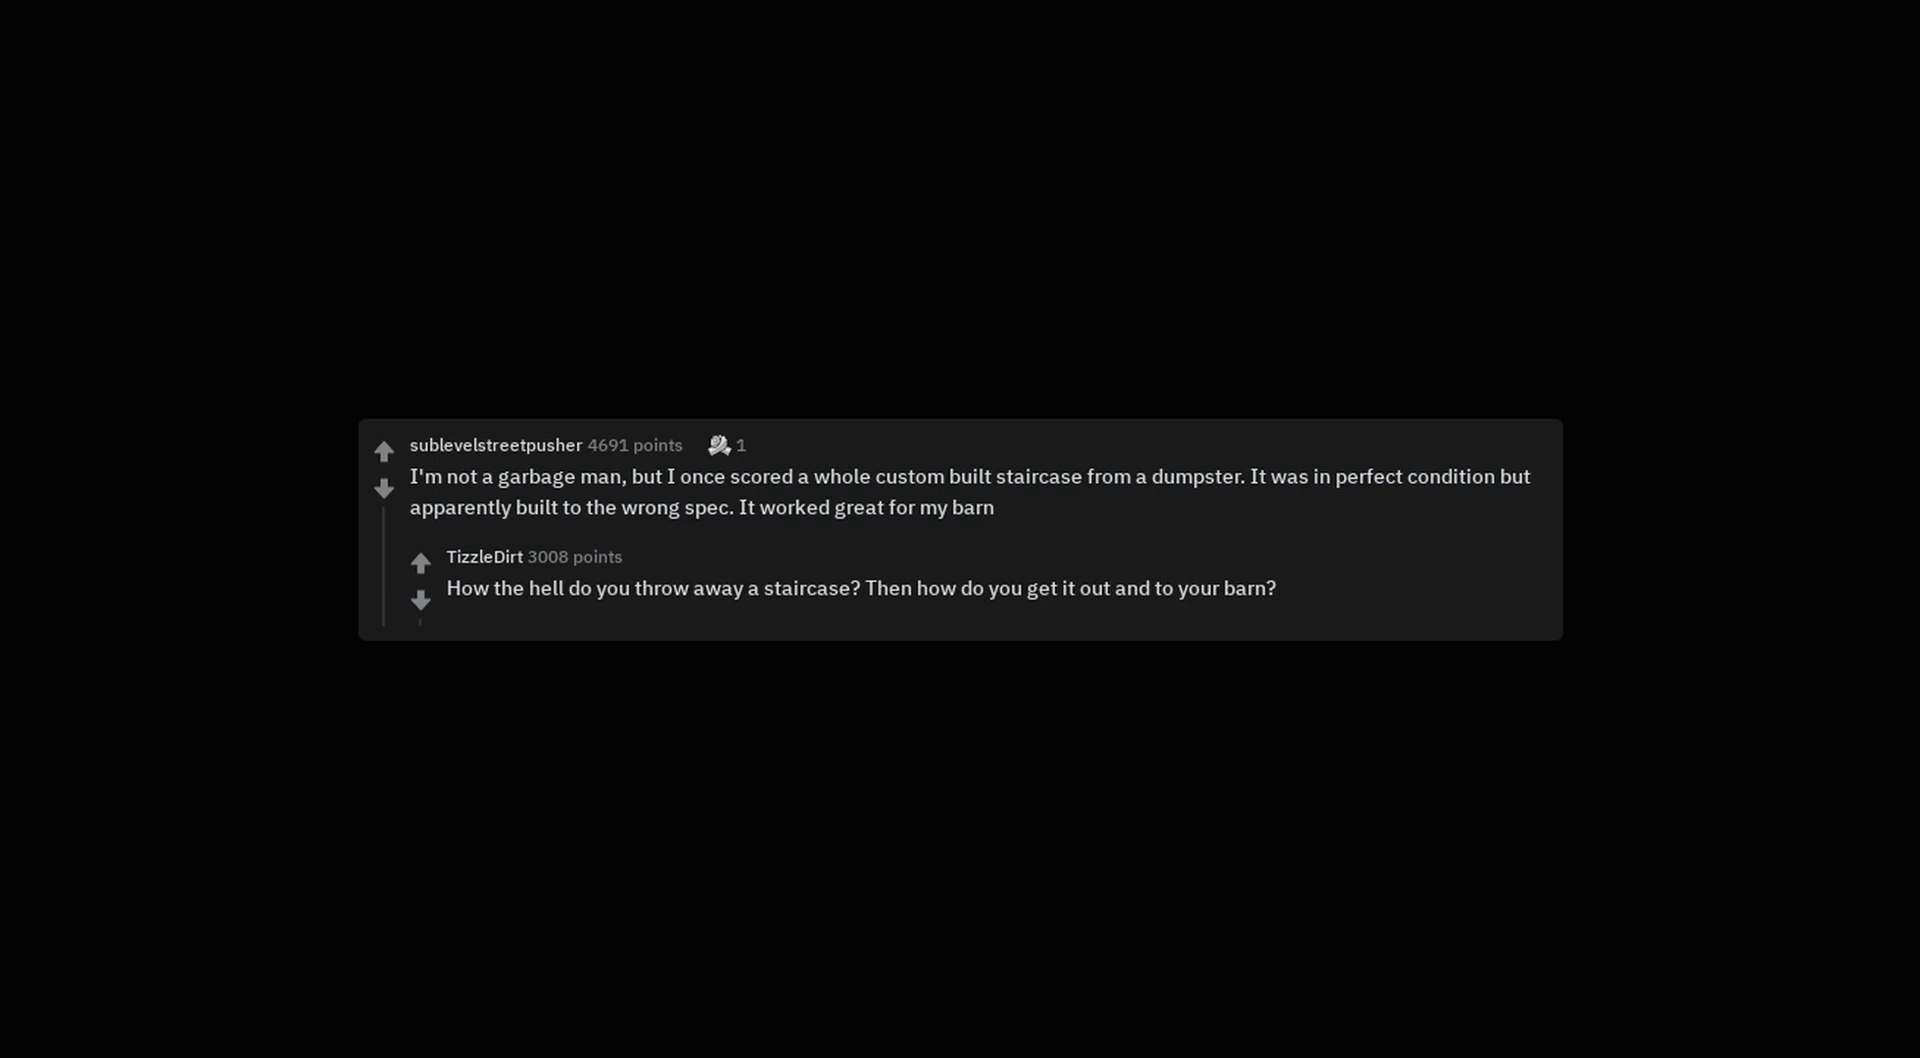 sublevelstreetpusher 4691 points 1
I'm not a garbage man, but I once scored a whole custom built staircase from a dumpster. It was in perfect condition but
apparently built to the wrong spec. It worked great for my barn
TizzleDirt 3008 points
How the hell do you throw away a staircase? Then how do you get it out and to your barn?